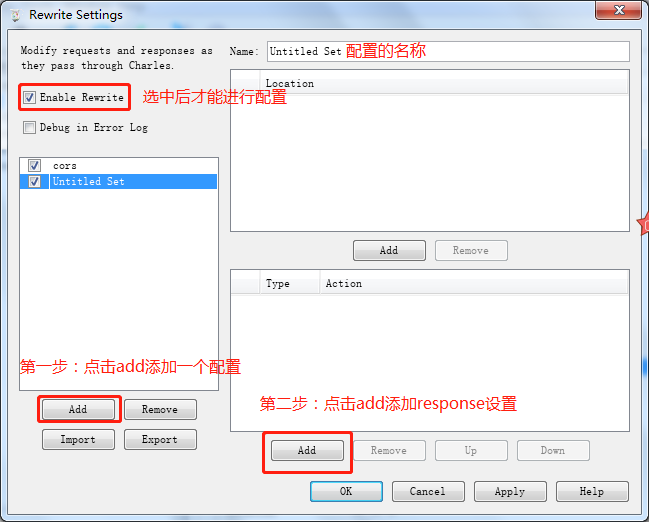 Rewrite Settings
Modify requests and responses as
they pass through Charles.
Enable Rewrite
选中后才能进行配置
Debug in Error Log
cors
Untitled Set
第一步：点击add添加一个配置
Add
Remove
Import
Export
Name:
Untitled Set
配置的名称
Location
Add
Remove
Type
Action
第二步：点击add添加response设置
Add
Remove
Up
Down
OK
Cancel
Apply
Help